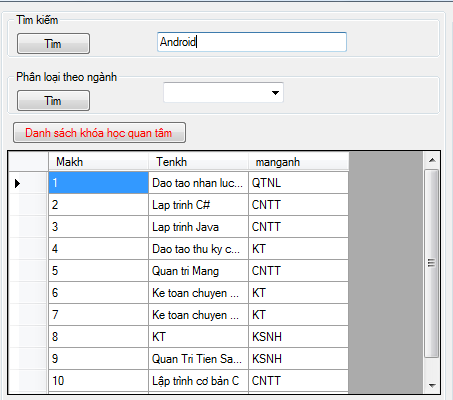 Tìm kiếm
Tìm Android
Phân loại theo ngành
Tìm
Danh sách khóa học quan tâm
Makh Tenkh manganh
1 Dao tao nhan luc... QTNL
2 Lap trinh C# CNTT
3 Lap trinh Java CNTT
4 Dao tao thu ky c... KT
5 Quan tri Mang CNTT
6 Ke toan chuyen ... KT
7 Ke toan chuyen ... KT
8 KT KSNH
9 Quan Tri Tien Sa... KSNH
10 Lập trình cơ bản C CNTT